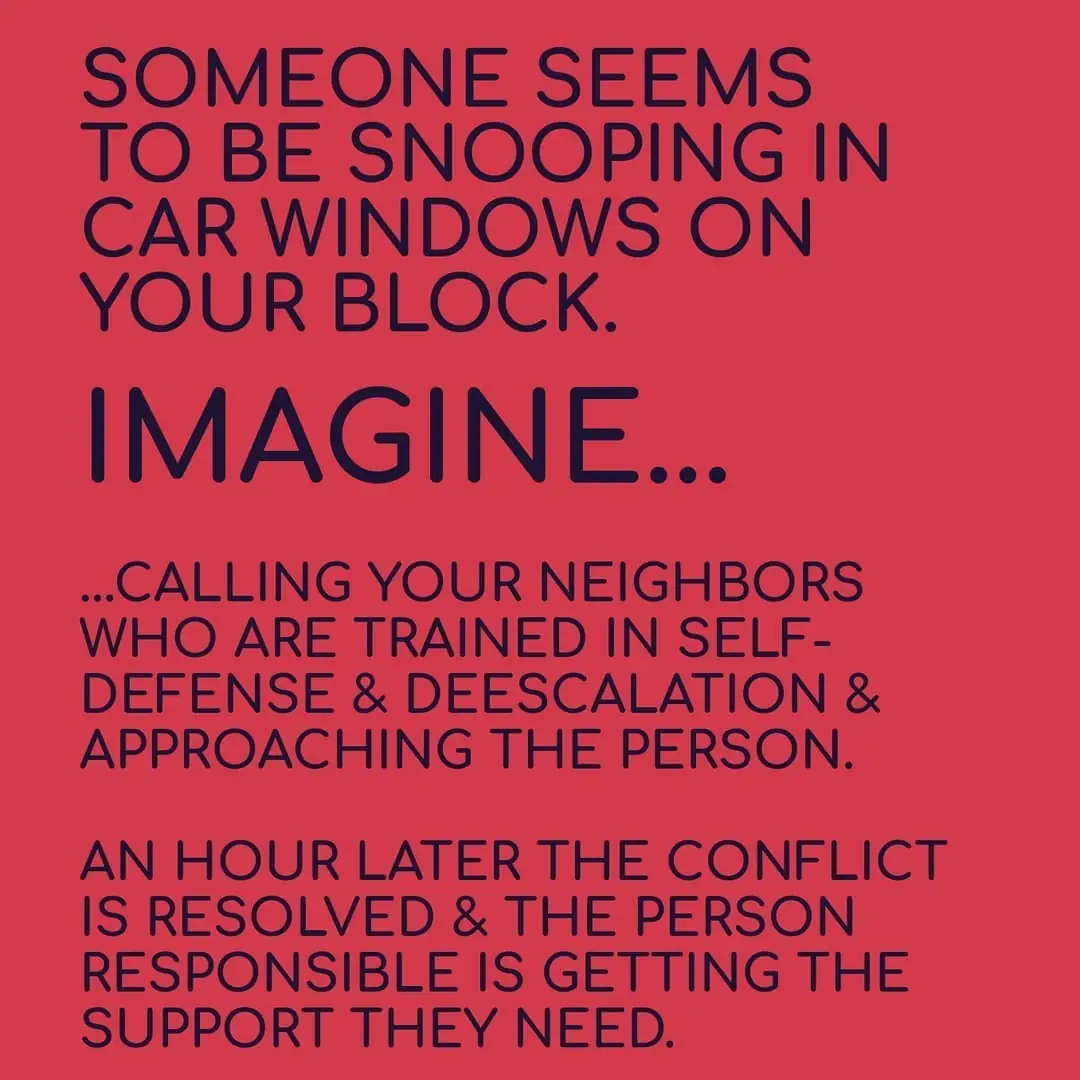 SOMEONE SEEMS
TO BE SNOOPING IN
CAR WINDOWS ON
YOUR BLOCK.
IMAGINE...
...CALLING YOUR NEIGHBORS
WHO ARE TRAINED IN SELF-
DEFENSE & DEESCALATION &
APPROACHING THE PERSON.
AN HOUR LATER THE CONFLICT
IS RESOLVED & THE PERSON
RESPONSIBLE IS GETTING THE
SUPPORT THEY NEED.